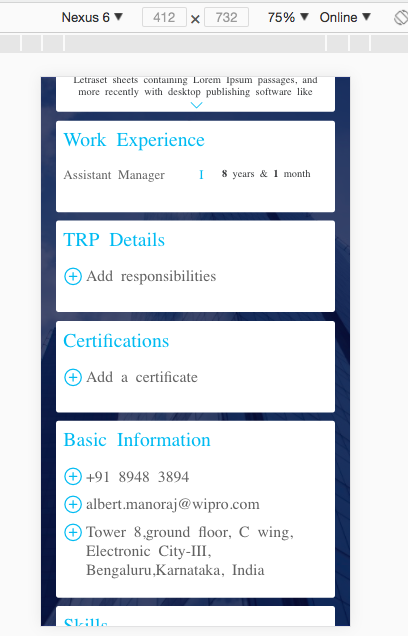 Nexus 6 ▼ 412 × 732 75% ▼ Online ▼
Letraset sheets containing Lorem Ipsum passages, and
more recently with desktop publishing software like
Work Experience
Assistant Manager I 8 years & 1 month
TRP Details
Add responsibilities
Certifications
Add a certificate
Basic Information
+91 8948 3894
albert.manoraj@wipro.com
Tower 8,ground floor, C wing,
Electronic City-III,
Bengaluru,Karnataka, India
Skills